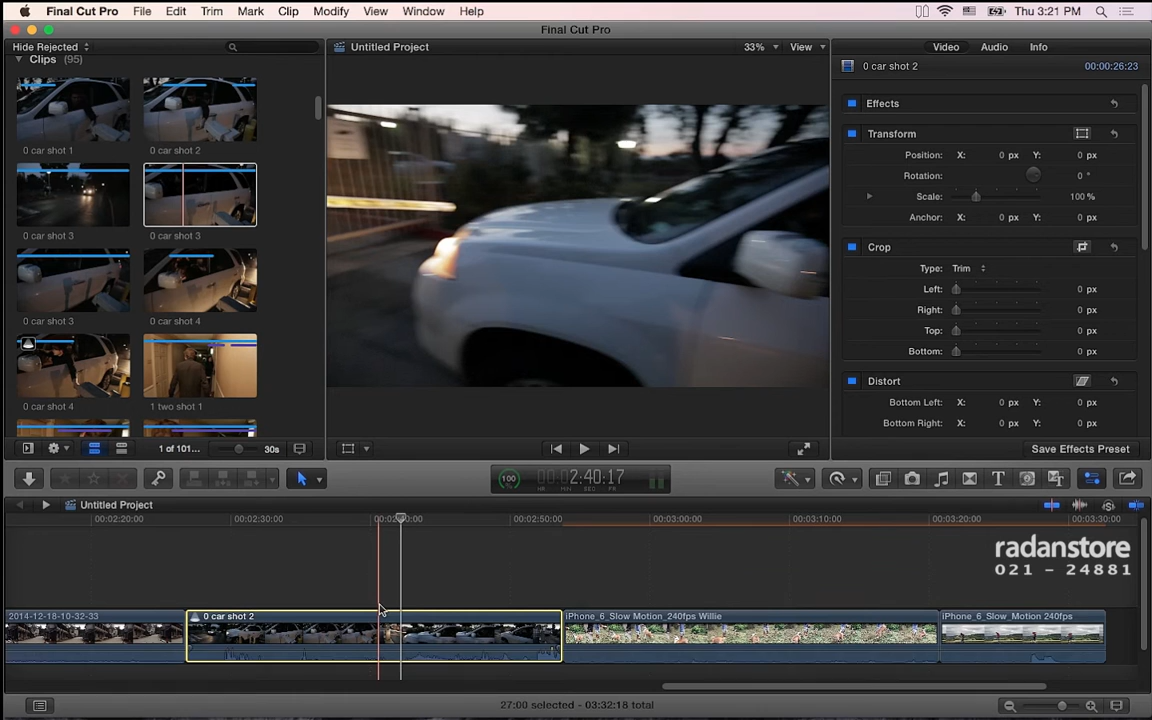 Final Cut Pro File Edit Trim Mark Clip Modify View Window Help Thu 3:21 PM
Final Cut Pro
Hide Rejected Untitled Project 33% View Video Audio Info
Clips (95)
0 car shot 2 00:00:26:23
Effects
Transform
0 car shot 1 0 car shot 2
Position: X: 0 px Y: 0 px
Rotation: 0 °
Scale: 100 %
Anchor: X: 0 px Y: 0 px
0 car shot 3 0 car shot 3
Crop
Type: Trim
Left: 0 px
Right: 0 px
0 car shot 3 0 car shot 4
Top: 0 px
Bottom: 0 px
Distort
Bottom Left: X: 0 px Y: 0 px
0 car shot 4 1 two shot 1
Bottom Right: X: 0 px Y: 0 px
1 of 101... 30s Save Effects Preset
100 2:40:17
HR MIN SEC FR
Untitled Project
00:02:20:00 00:02:30:00 00:02:50:00 00:03:00:00 00:03:10:00 00:03:20:00 00:03:30:00
radanstore
021 - 24881
2014-12-18-10-32-33 0 car shot 2 iPhone_6_Slow Motion_240fps Willie iPhone_6_Slow_Motion 240fps
27:00 selected - 03:32:18 total